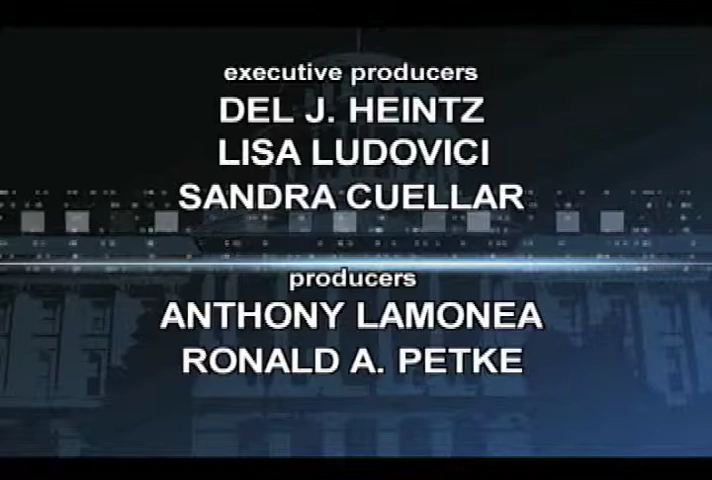 executive producers
DEL J. HEINTZ
LISA LUDOVICI
SANDRA CUELLAR
producers
ANTHONY LAMONEA
RONALD A. PETKE